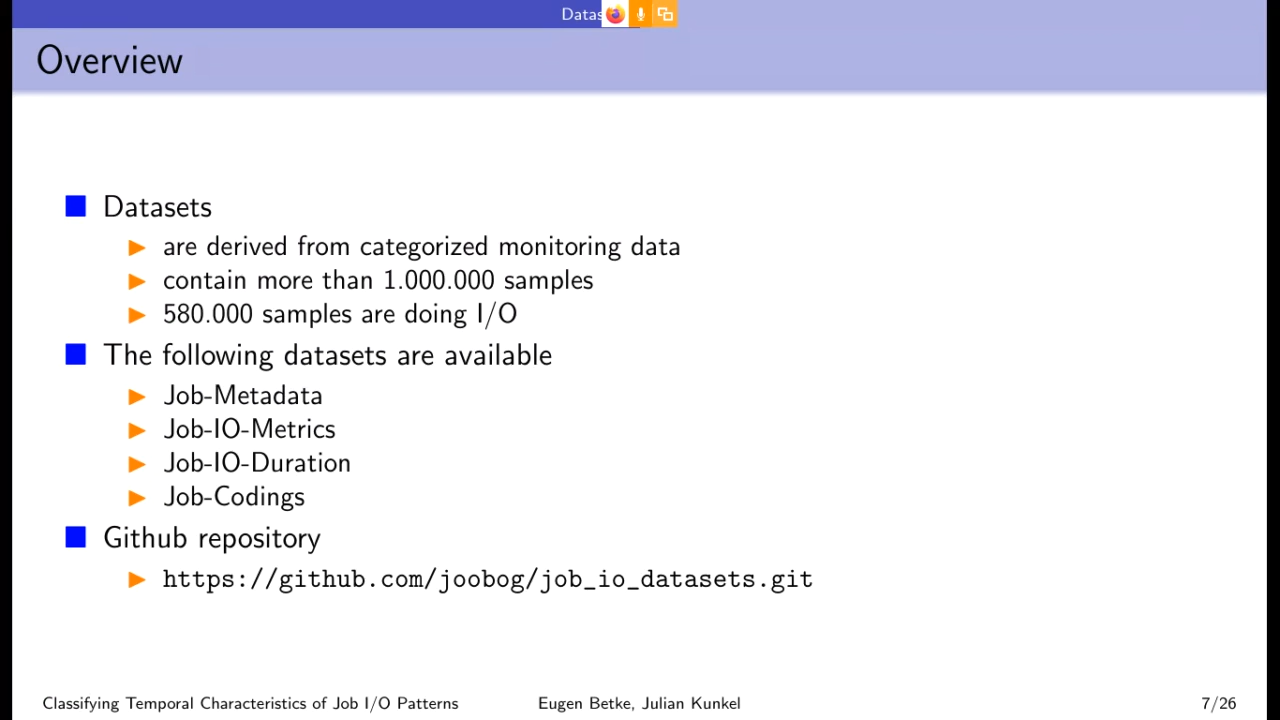 Overview
Datasets
are derived from categorized monitoring data
contain more than 1.000.000 samples
580.000 samples are doing I/O
The following datasets are available
Job-Metadata
Job-IO-Metrics
Job-IO-Duration
Job-Codings
Github repository
https://github.com/joobog/job_io_datasets.git
Classifying Temporal Characteristics of Job I/O Patterns Eugen Betke, Julian Kunkel 7/26